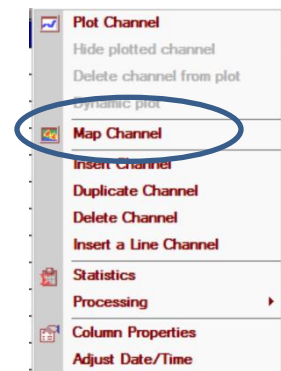 Plot Channel
Hide plotted channel
Delete channel from plot
Dynamic plot
Map Channel
Insert Channel
Duplicate Channel
Delete Channel
Insert a Line Channel
Statistics
Processing
Column Properties
Adjust Date/Time